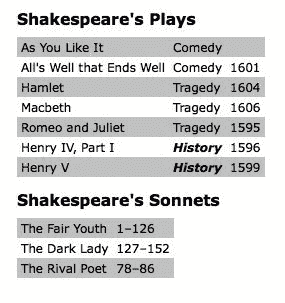 Shakespeare's Plays
As You Like It Comedy
All's Well that Ends Well Comedy 1601
Hamlet Tragedy 1604
Macbeth Tragedy 1606
Romeo and Juliet Tragedy 1595
Henry IV, Part I History 1596
Henry V History 1599
Shakespeare's Sonnets
The Fair Youth 1–126
The Dark Lady 127–152
The Rival Poet 78–86